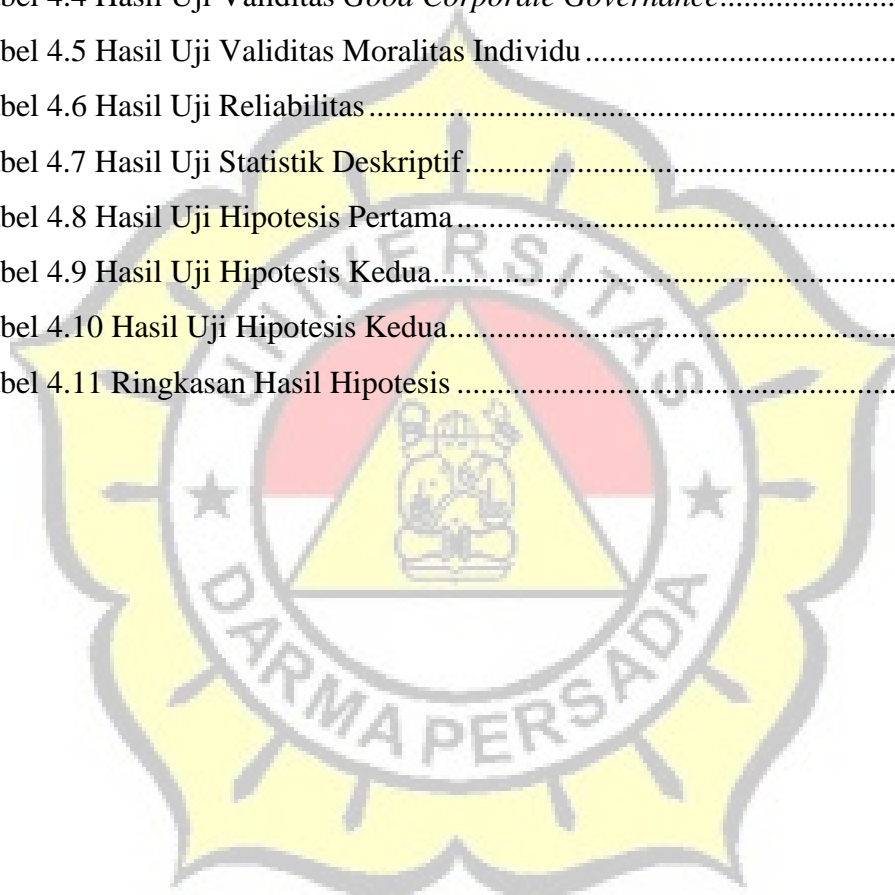 bel 4.4 Hasil Uji Validitas Good Corporate Governance........................
bel 4.5 Hasil Uji Validitas Moralitas Individu.......................................
bel 4.6 Hasil Uji Reliabilitas..................................................................
bel 4.7 Hasil Uji Statistik Deskriptif......................................................
bel 4.8 Hasil Uji Hipotesis Pertama.......................................................
bel 4.9 Hasil Uji Hipotesis Kedua..........................................................
bel 4.10 Hasil Uji Hipotesis Kedua........................................................
bel 4.11 Ringkasan Hasil Hipotesis.......................................................
UNIVERSITAS
DARMA PERSADA